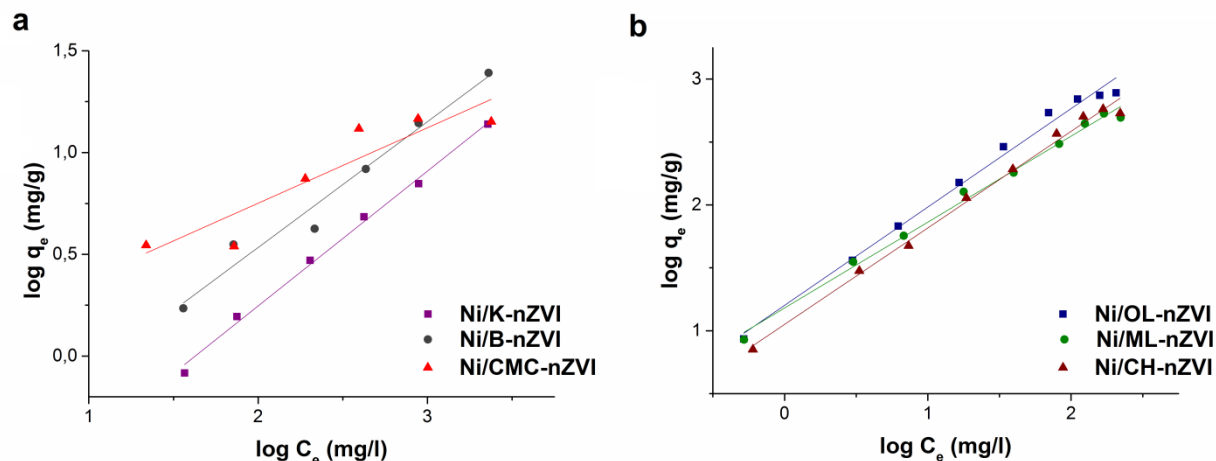 a
1,5
1,0
0,5
0,0
log q_e (mg/g)
Ni/K-nZVI
Ni/B-nZVI
Ni/CMC-nZVI
1
2
3
log C_e (mg/l)
b
3
2
1
log q_e (mg/g)
Ni/OL-nZVI
Ni/ML-nZVI
Ni/CH-nZVI
0
1
2
log C_e (mg/l)